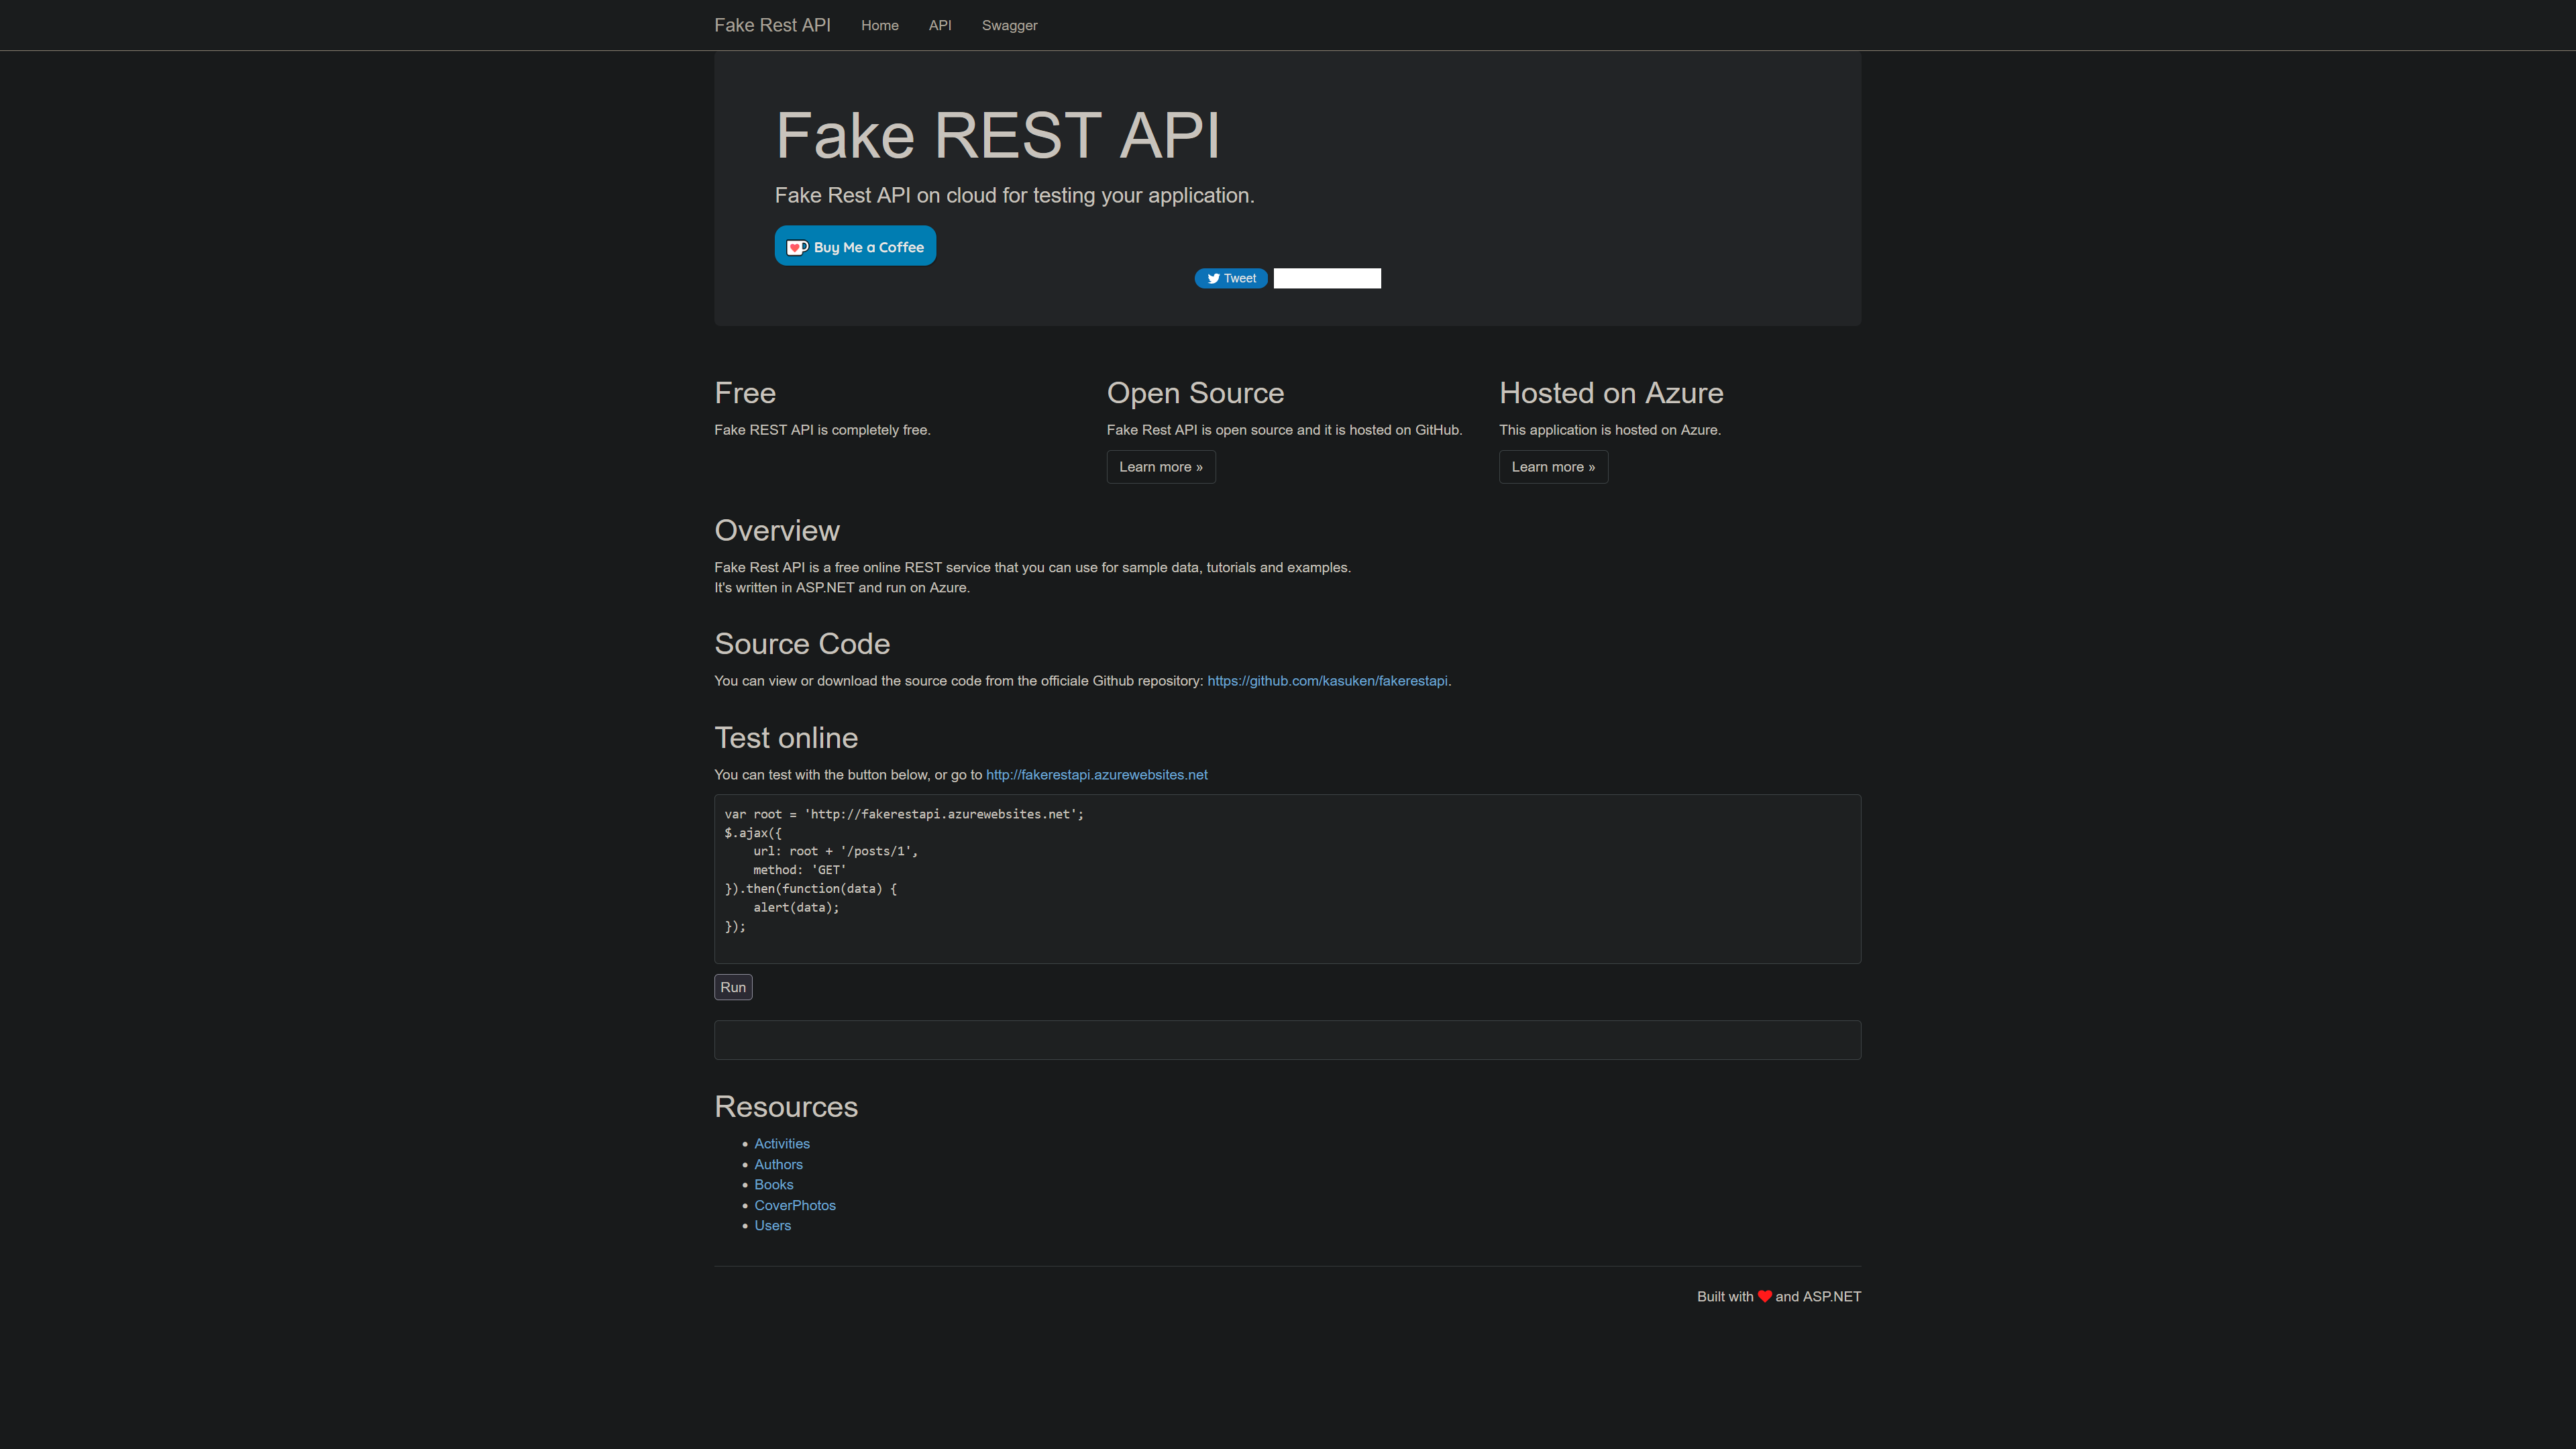 Fake Rest API Home API Swagger
Fake REST API
Fake Rest API on cloud for testing your application.
Buy Me a Coffee
Tweet
Free
Fake REST API is completely free.
Open Source
Fake Rest API is open source and it is hosted on GitHub.
Learn more »
Hosted on Azure
This application is hosted on Azure.
Learn more »
Overview
Fake Rest API is a free online REST service that you can use for sample data, tutorials and examples.
It's written in ASP.NET and run on Azure.
Source Code
You can view or download the source code from the officiale Github repository: https://github.com/kasuken/fakerestapi.
Test online
You can test with the button below, or go to http://fakerestapi.azurewebsites.net
var root = 'http://fakerestapi.azurewebsites.net';
$.ajax({
    url: root + '/posts/1',
    method: 'GET'
}).then(function(data) {
    alert(data);
});
Run
Resources
• Activities
• Authors
• Books
• CoverPhotos
• Users
Built with ❤ and ASP.NET